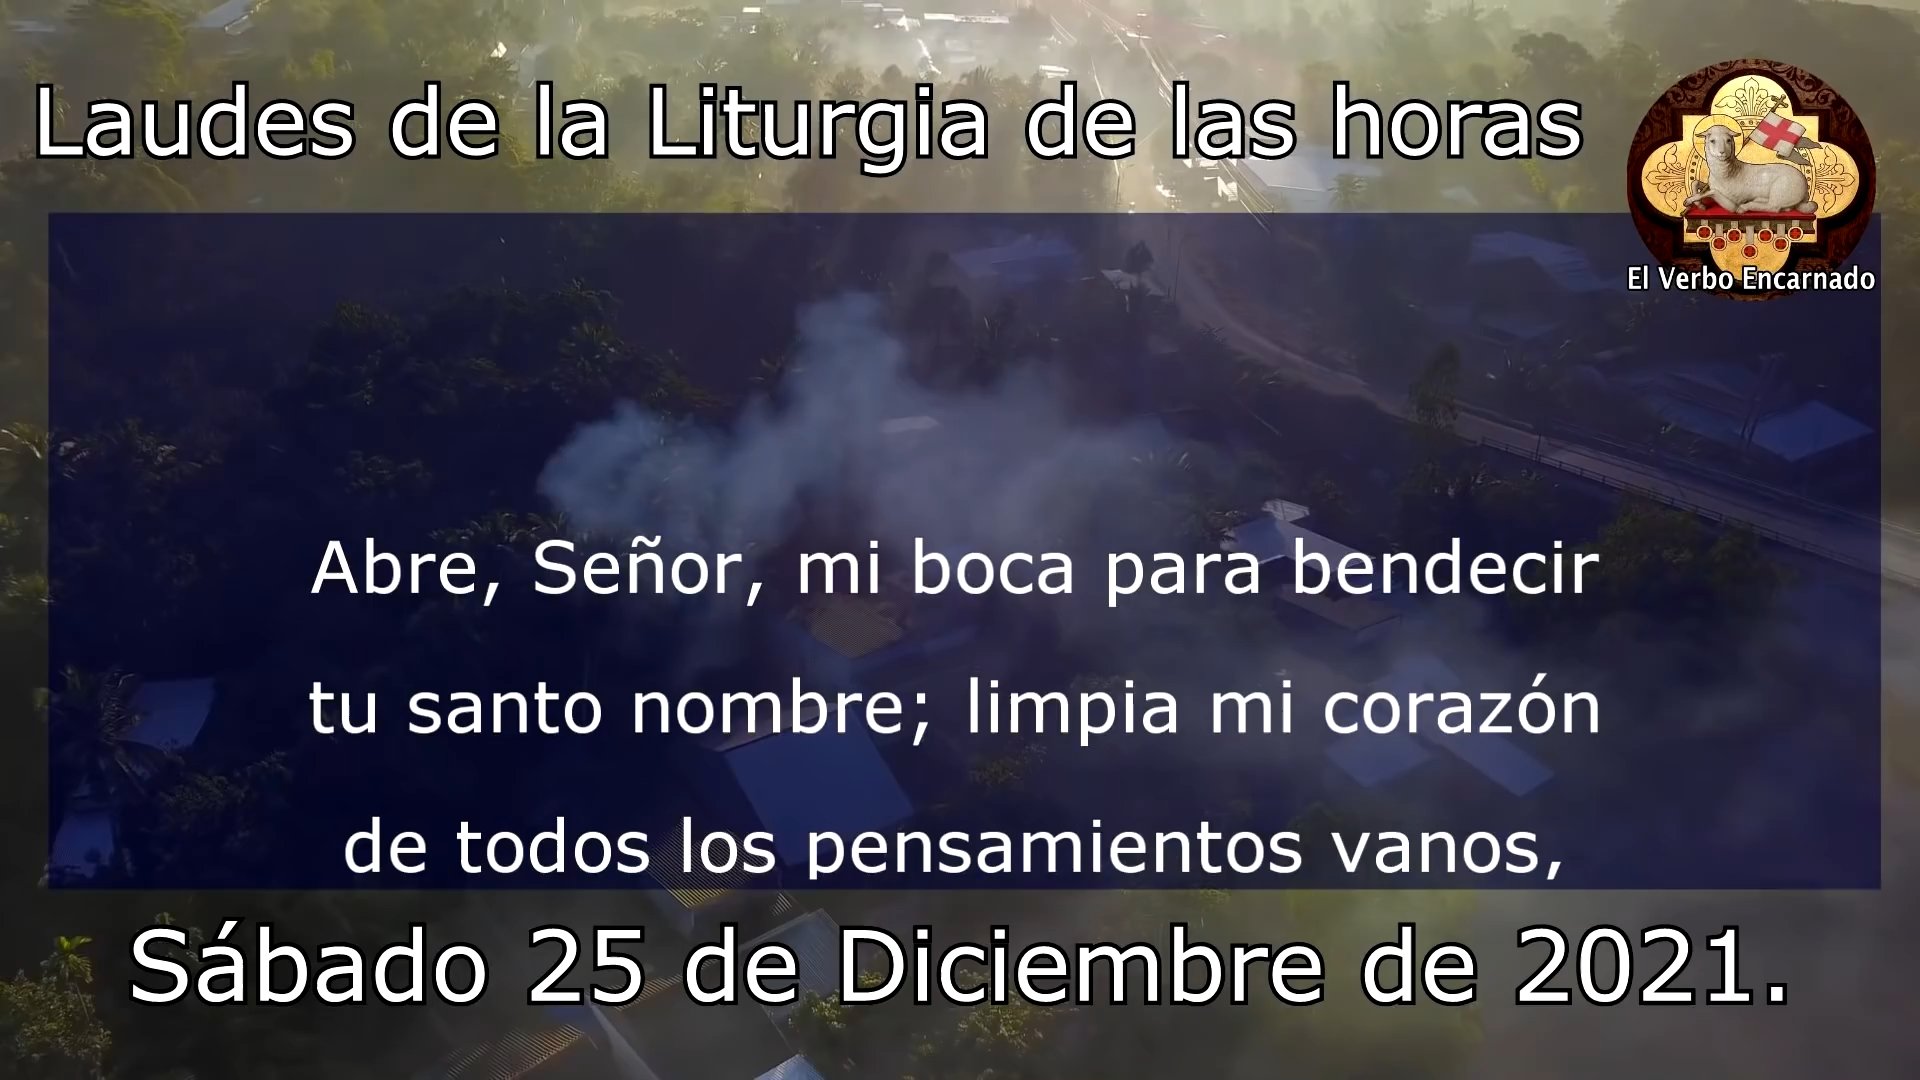 Laudes de la Liturgia de las horas
El Verbo Encarnado
Abre, Señor, mi boca para bendecir
tu santo nombre; limpia mi corazón
de todos los pensamientos vanos,
Sábado 25 de Diciembre de 2021.